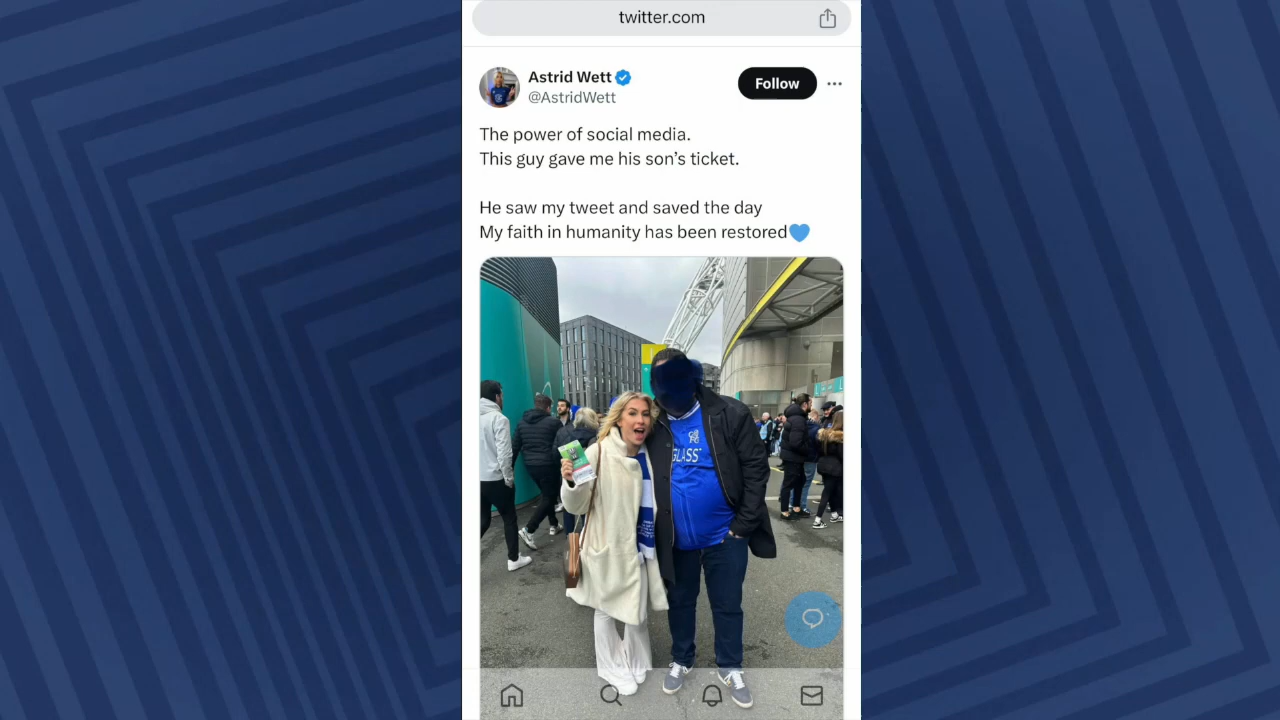 twitter.com
Astrid Wett
Follow
@AstridWett
The power of social media.
This guy gave me his son’s ticket.
He saw my tweet and saved the day
My faith in humanity has been restored💙
GLASS